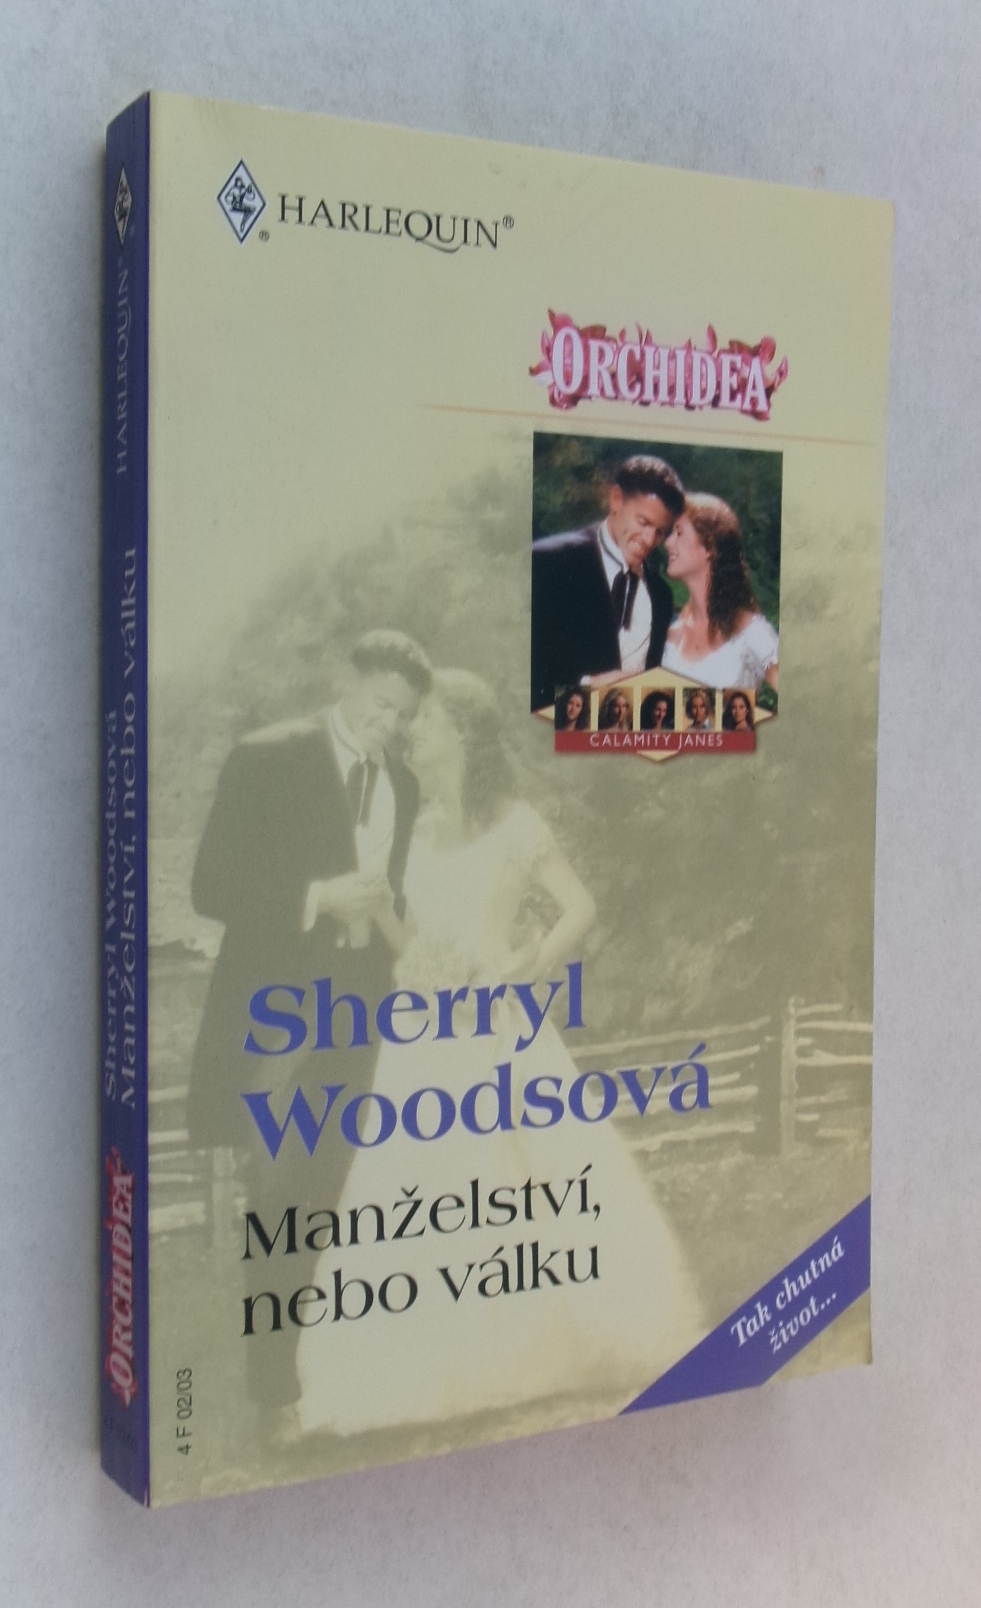 HARLEQUIN®
ORCHIDEA
CALAMITY JANES
Sherryl
Woodsová
Manželství,
nebo válku
Tak chutná
život...
4 F 02/03
HARLEQUIN®
Sherryl Woodsová
Manželství, nebo válku
ORCHIDEA